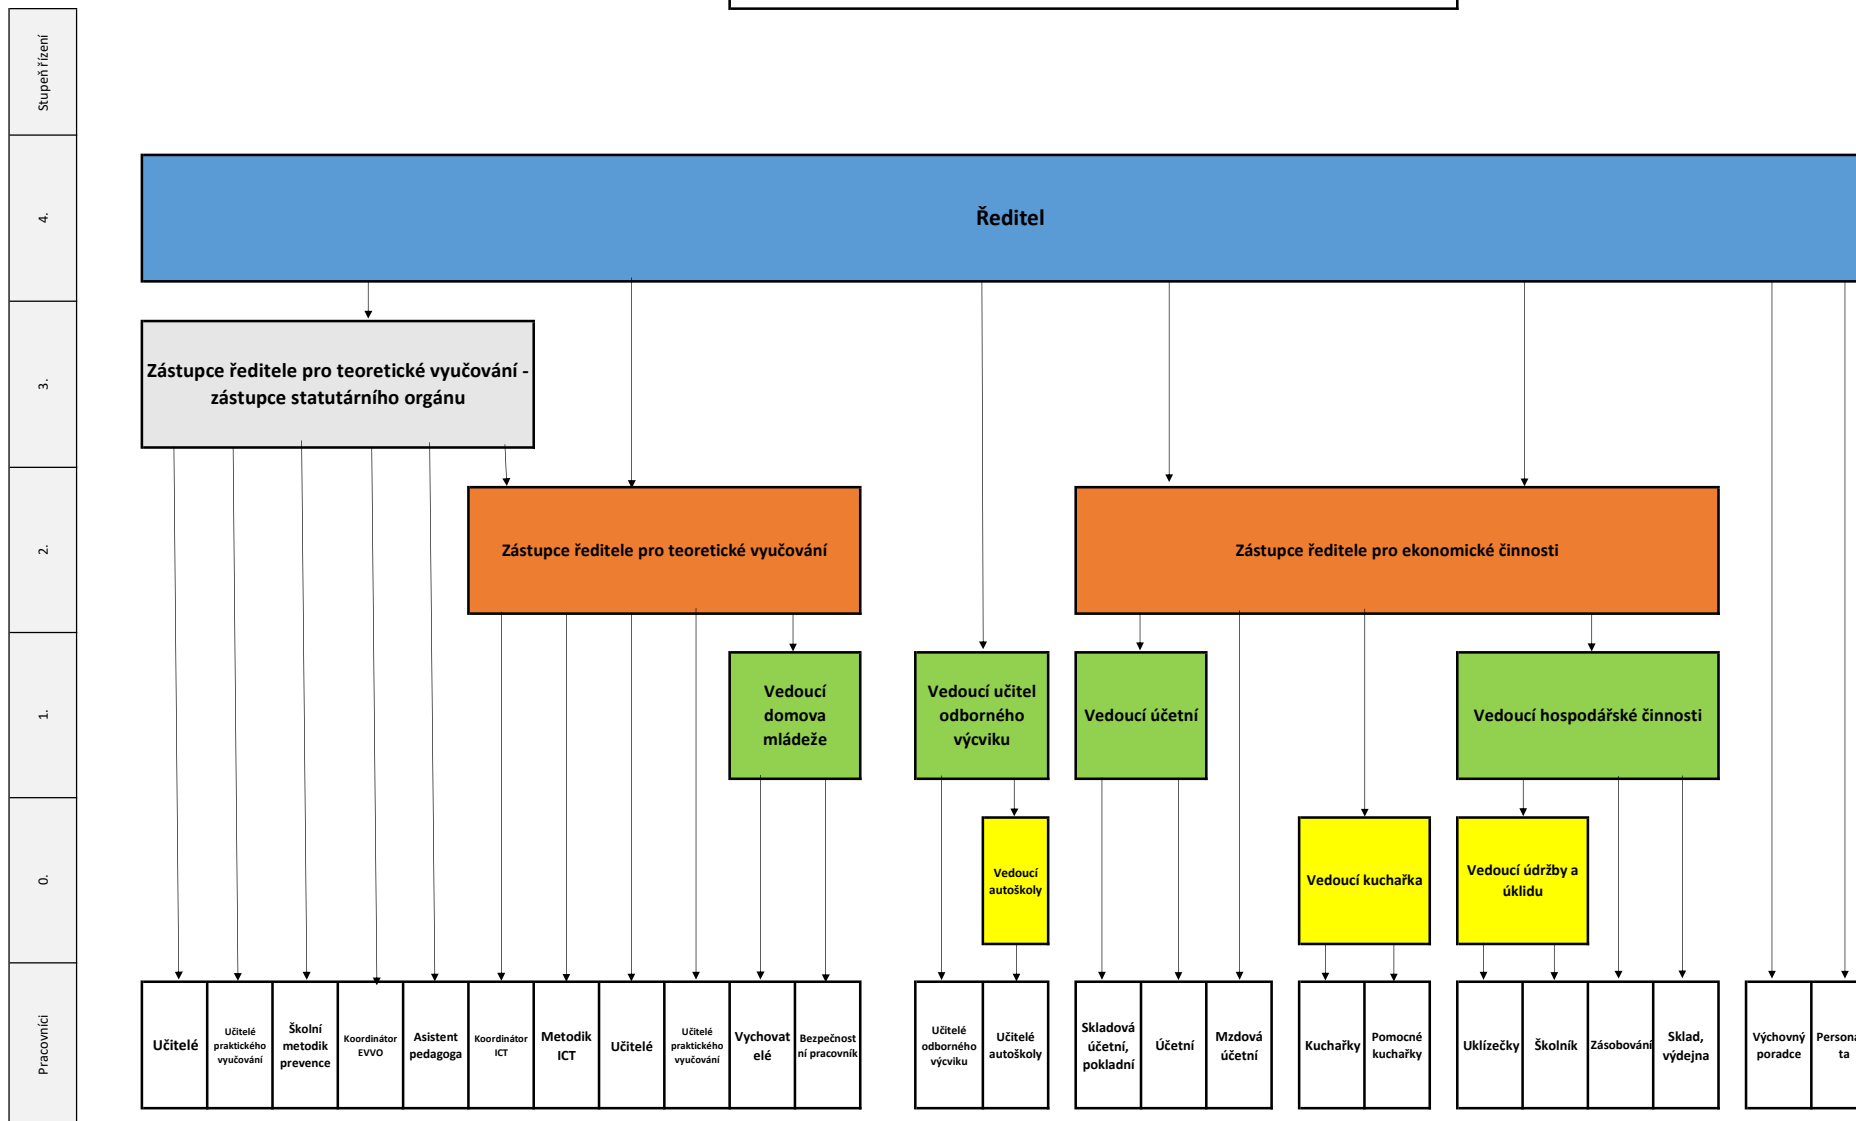 Stupeň řízení
4.
Ředitel
3.
Zástupce ředitele pro teoretické vyučování -
zástupce statutárního orgánu
2.
Zástupce ředitele pro teoretické vyučování
Zástupce ředitele pro ekonomické činnosti
1.
Vedoucí
domova
mládeže
Vedoucí učitel
odborného
výcviku
Vedoucí účetní
Vedoucí hospodářské činnosti
0.
Vedoucí
autoškoly
Vedoucí kuchařka
Vedoucí údržby a
úklidu
Pracovníci
Učitelé
Učitelé
praktického
vyučování
Školní
metodik
prevence
Koordinátor
EVVO
Asistent
pedagoga
Koordinátor
ICT
Metodik
ICT
Učitelé
Učitelé
praktického
vyučování
Vychovat
elé
Bezpečnost
ní pracovník
Učitelé
odborného
výcviku
Učitelé
autoškoly
Skladová
účetní,
pokladní
Účetní
Mzdová
účetní
Kuchařky
Pomocné
kuchařky
Uklízečky
Školník
Zásobování
Sklad,
výdejna
Výchovný
poradce
Persona
ta